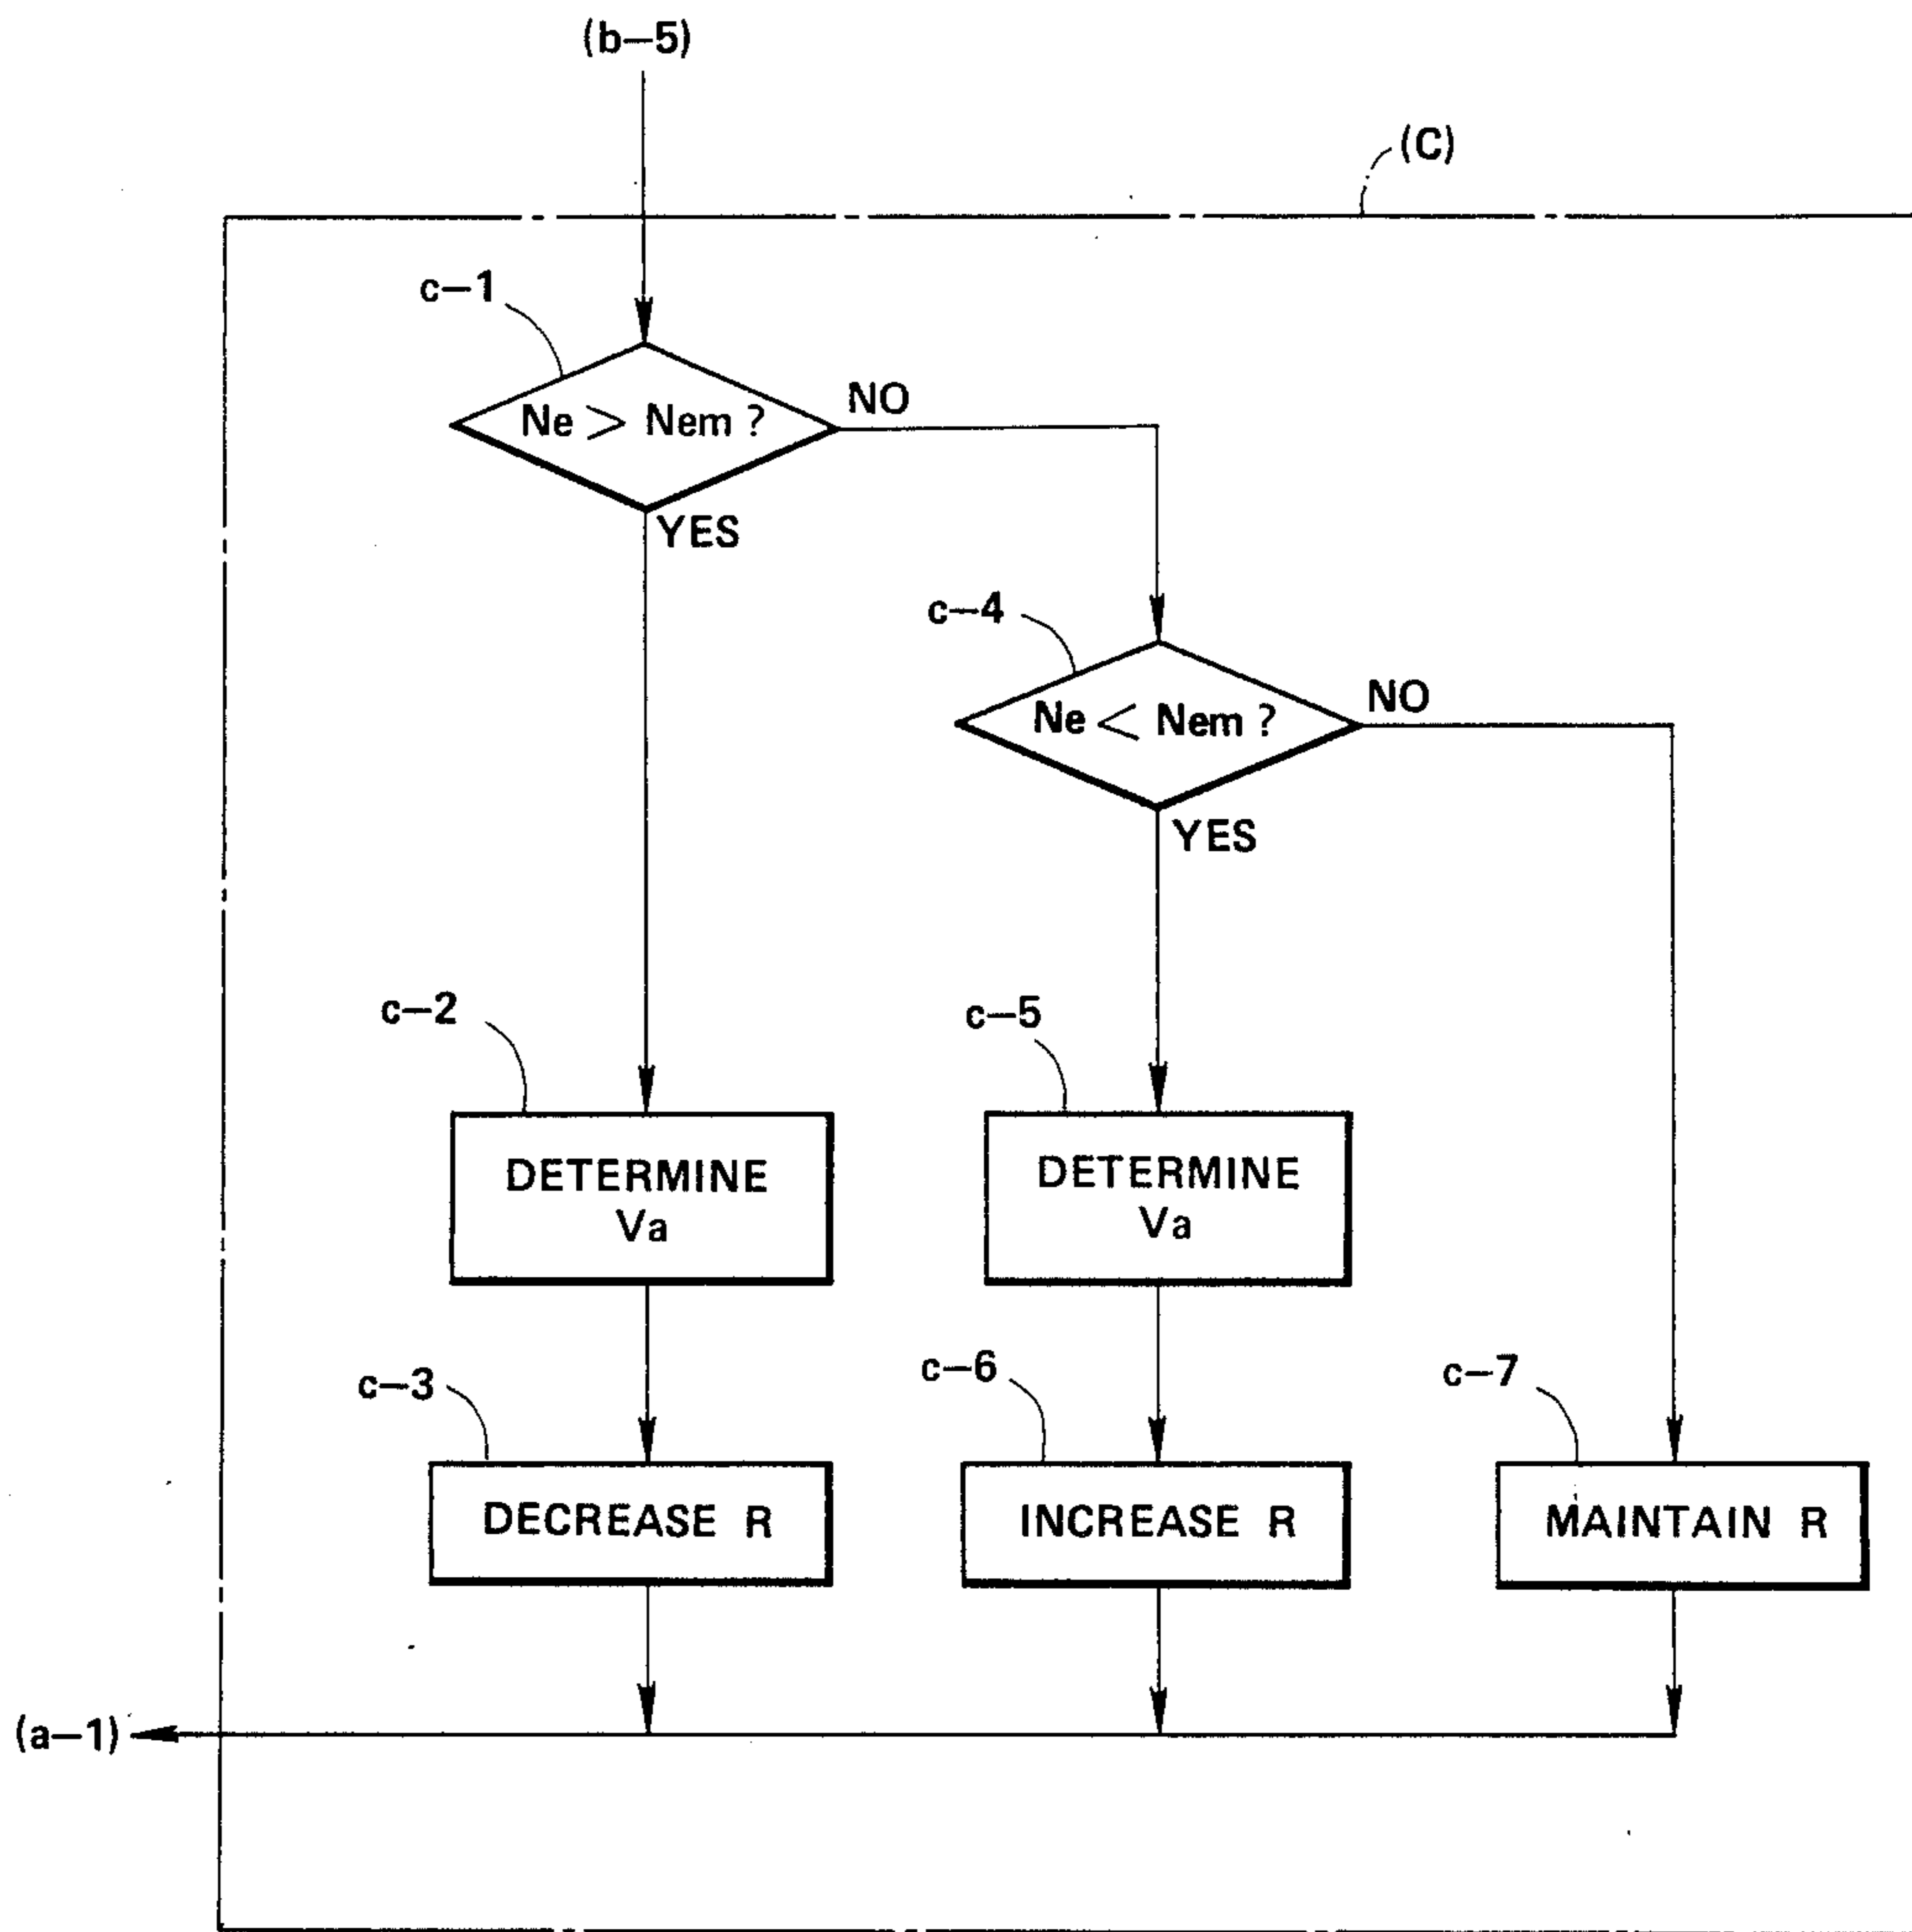 (b–5)
(C)
c–1
Ne > Nem ?
NO
YES
c–4
Ne < Nem ?
NO
YES
c–2
c–5
DETERMINE
Va
DETERMINE
Va
c–3
c–6
c–7
DECREASE R
INCREASE R
MAINTAIN R
(a–1)